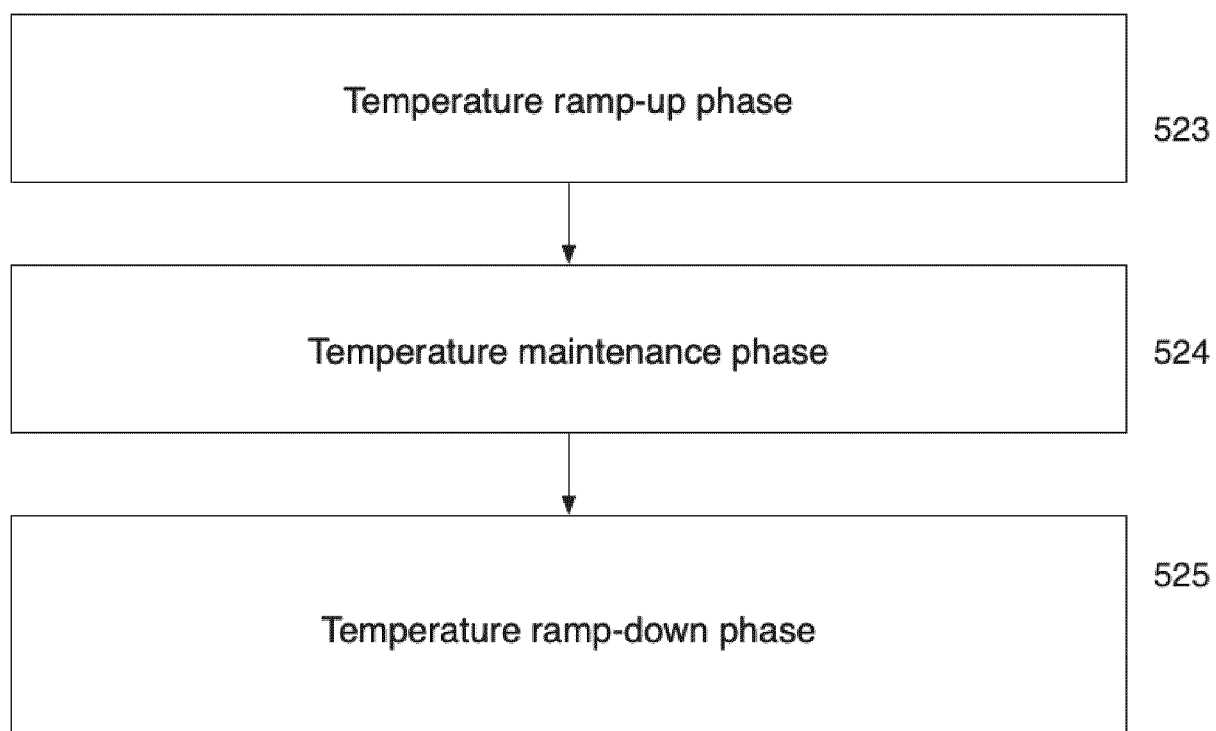 Temperature ramp-up phase
523
Temperature maintenance phase
524
525
Temperature ramp-down phase